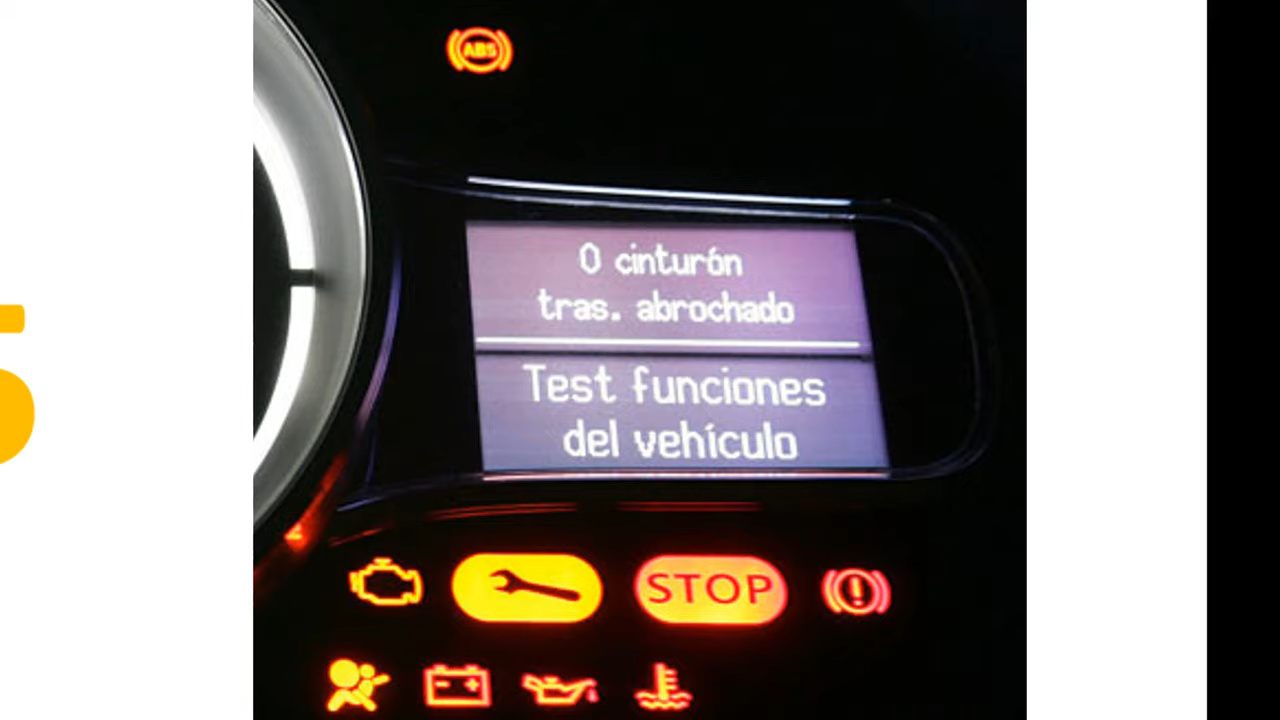 ABS
0 cinturón
tras. abrochado
Test funciones
del vehículo
STOP